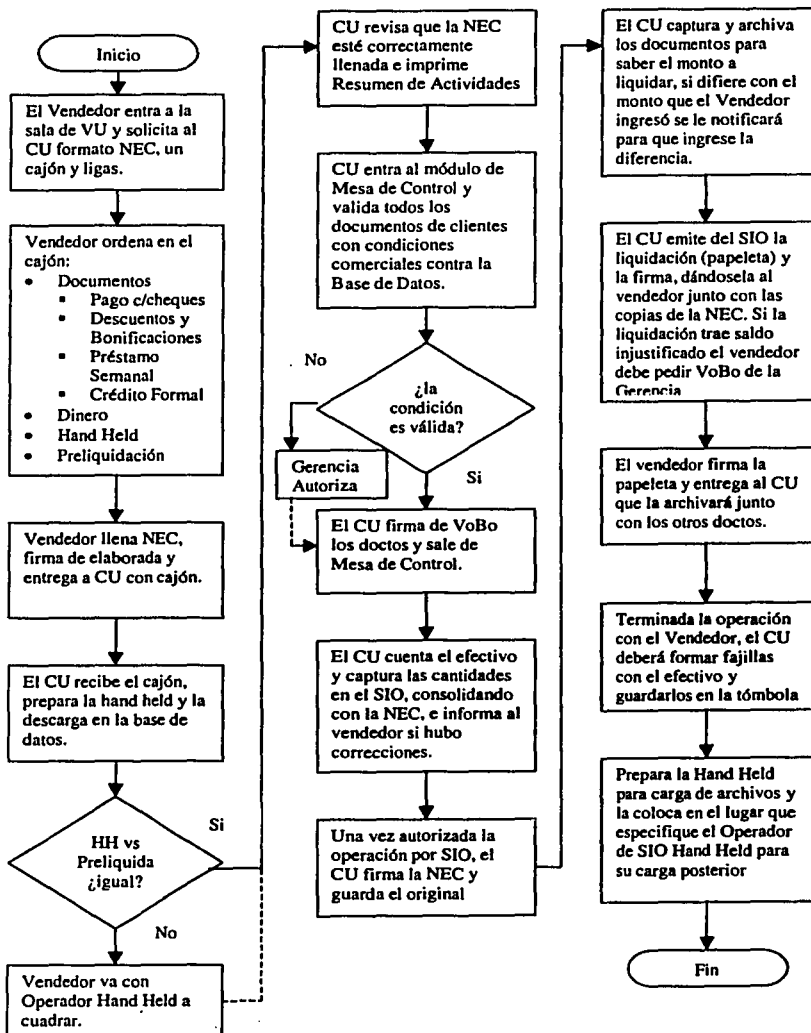 Inicio
El Vendedor entra a la
sala de VU y solicita al
CU formato NEC, un
cajón y ligas.
Vendedor ordena en el
cajón:
• Documentos
▪ Pago c/cheques
▪ Descuentos y
Bonificaciones
▪ Préstamo
Semanal
▪ Crédito Formal
• Dinero
• Hand Held
• Preliquidación
Vendedor llena NEC,
firma de elaborada y
entrega a CU con cajón.
El CU recibe el cajón,
prepara la hand held y la
descarga en la base de
datos.
HH vs
Preliquida
¿igual?
Si
No
Vendedor va con
Operador Hand Held a
cuadrar.
CU revisa que la NEC
esté correctamente
llenada e imprime
Resumen de Actividades
CU entra al módulo de
Mesa de Control y
valida todos los
documentos de clientes
con condiciones
comerciales contra la
Base de Datos.
No
¿la
condición
es válida?
Gerencia
Autoriza
Si
El CU firma de VoBo
los doctos y sale de
Mesa de Control.
El CU cuenta el efectivo
y captura las cantidades
en el SIO, consolidando
con la NEC, e informa al
vendedor si hubo
correcciones.
Una vez autorizada la
operación por SIO, el
CU firma la NEC y
guarda el original
El CU captura y archiva
los documentos para
saber el monto a
liquidar, si difiere con el
monto que el Vendedor
ingresó se le notificará
para que ingrese la
diferencia.
El CU emite del SIO la
liquidación (papeleta) y
la firma, dándosela al
vendedor junto con las
copias de la NEC. Si la
liquidación trae saldo
injustificado el vendedor
debe pedir VoBo de la
Gerencia
El vendedor firma la
papeleta y entrega al CU
que la archivará junto
con los otros doctos.
Terminada la operación
con el Vendedor, el CU
deberá formar fajillas
con el efectivo y
guardarlos en la tómbola
Prepara la Hand Held
para carga de archivos y
la coloca en el lugar que
especifique el Operador
de SIO Hand Held para
su carga posterior
Fin